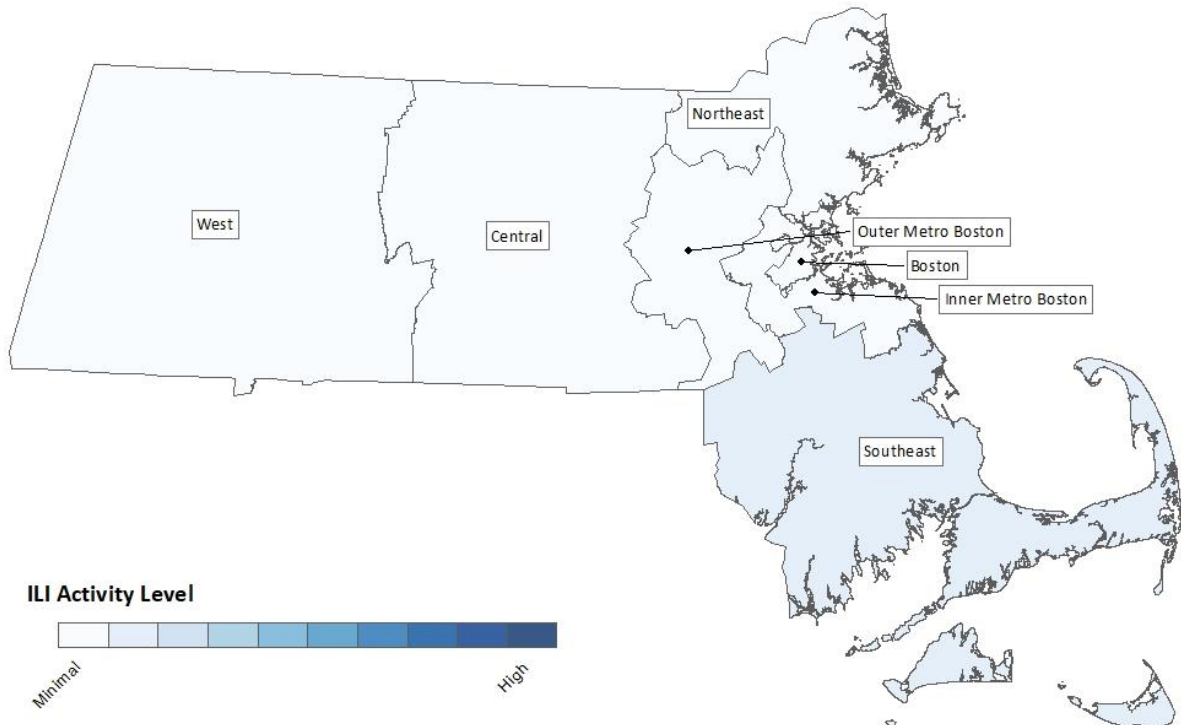 Northeast
West
Central
Outer Metro Boston
Boston
Inner Metro Boston
Southeast
ILI Activity Level
Minimal
High